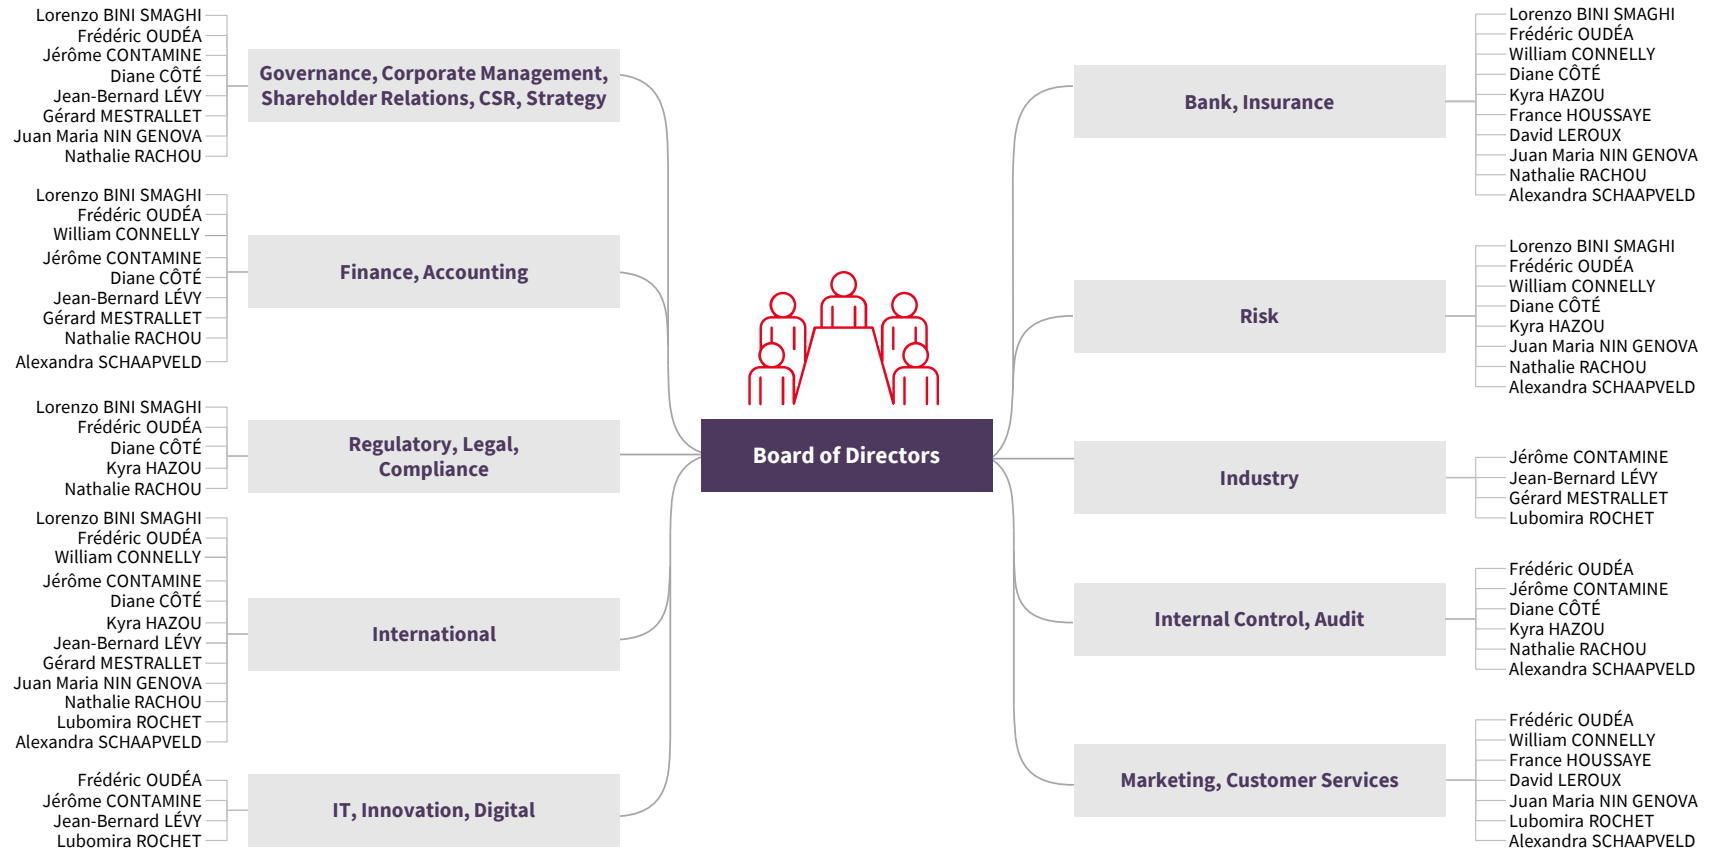 Lorenzo BINI SMAGHI
Frédéric OUDÉA
Jérôme CONTAMINE
Diane CÔTÉ
Jean-Bernard LÉVY
Gérard MESTRALLET
Juan Maria NIN GENOVA
Nathalie RACHOU
Governance, Corporate Management,
Shareholder Relations, CSR, Strategy
Lorenzo BINI SMAGHI
Frédéric OUDÉA
William CONNELLY
Jérôme CONTAMINE
Diane CÔTÉ
Jean-Bernard LÉVY
Gérard MESTRALLET
Nathalie RACHOU
Alexandra SCHAAPVELD
Finance, Accounting
Lorenzo BINI SMAGHI
Frédéric OUDÉA
Diane CÔTÉ
Kyra HAZOU
Nathalie RACHOU
Regulatory, Legal,
Compliance
Lorenzo BINI SMAGHI
Frédéric OUDÉA
William CONNELLY
Jérôme CONTAMINE
Diane CÔTÉ
Kyra HAZOU
Jean-Bernard LÉVY
Gérard MESTRALLET
Juan Maria NIN GENOVA
Nathalie RACHOU
Lubomira ROCHET
Alexandra SCHAAPVELD
International
Frédéric OUDÉA
Jérôme CONTAMINE
Jean-Bernard LÉVY
Lubomira ROCHET
IT, Innovation, Digital
Board of Directors
Bank, Insurance
Lorenzo BINI SMAGHI
Frédéric OUDÉA
William CONNELLY
Diane CÔTÉ
Kyra HAZOU
France HOUSSAYE
David LEROUX
Juan Maria NIN GENOVA
Nathalie RACHOU
Alexandra SCHAAPVELD
Risk
Lorenzo BINI SMAGHI
Frédéric OUDÉA
William CONNELLY
Diane CÔTÉ
Kyra HAZOU
Juan Maria NIN GENOVA
Nathalie RACHOU
Alexandra SCHAAPVELD
Industry
Jérôme CONTAMINE
Jean-Bernard LÉVY
Gérard MESTRALLET
Lubomira ROCHET
Internal Control, Audit
Frédéric OUDÉA
Jérôme CONTAMINE
Diane CÔTÉ
Kyra HAZOU
Nathalie RACHOU
Alexandra SCHAAPVELD
Marketing, Customer Services
Frédéric OUDÉA
William CONNELLY
France HOUSSAYE
David LEROUX
Juan Maria NIN GENOVA
Lubomira ROCHET
Alexandra SCHAAPVELD